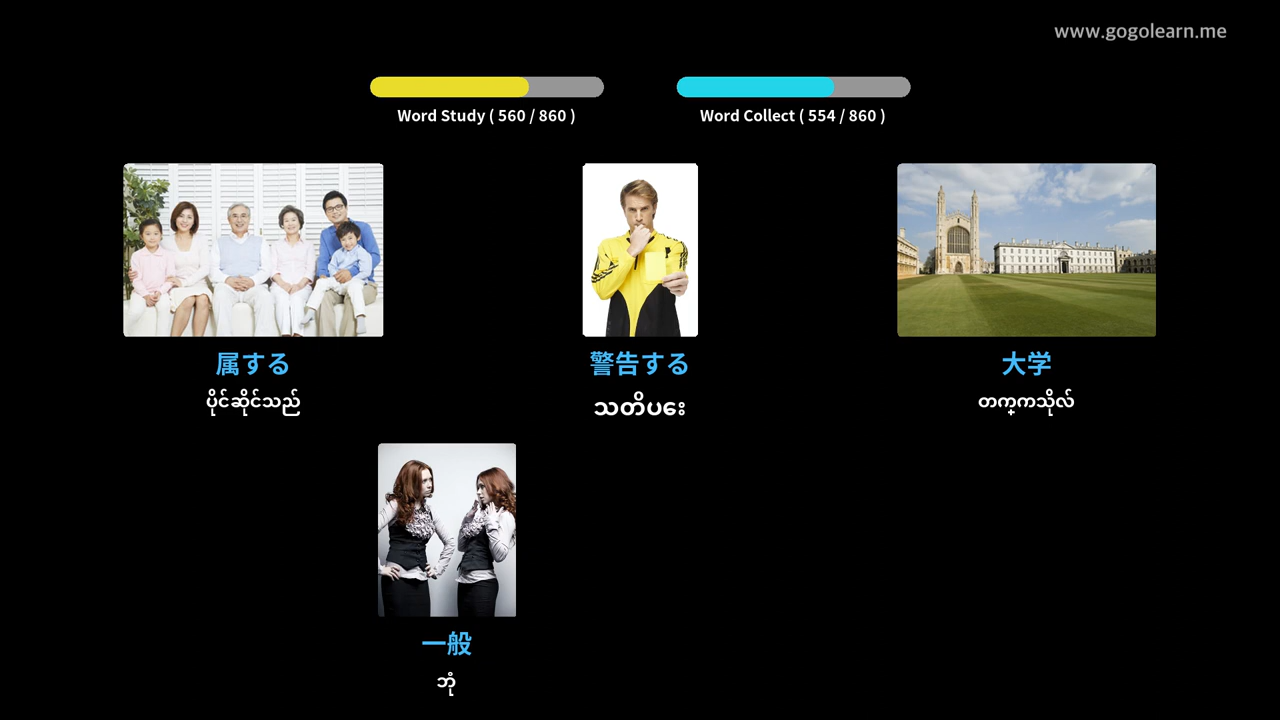 www.gogolearn.me
Word Study ( 560 / 860 )
Word Collect ( 554 / 860 )
属する
警告する
大学
ပိုင်ဆိုင်သည်
သတိပေး
တက္ကသိုလ်
一般
ဘုံ